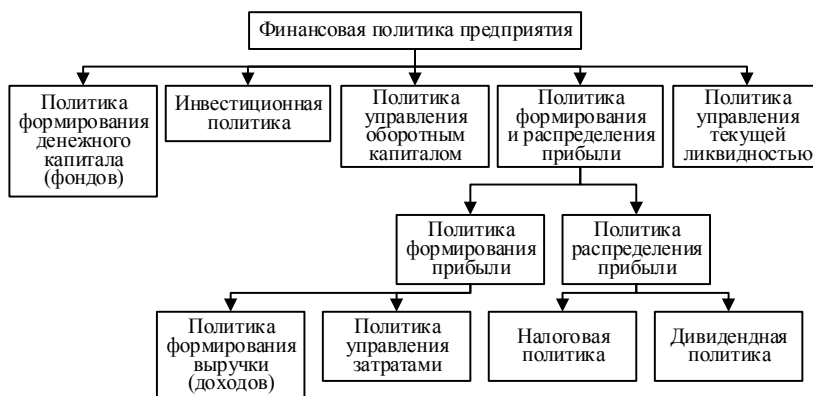 Финансовая политика предприятия
Политика
формирования
денежного
капитала
(фондов)
Инвестиционная
политика
Политика
управления
оборотным
капиталом
Политика
формирования
и распределения
прибыли
Политика
управления
текущей
ликвидностью
Политика
формирования
прибыли
Политика
распределения
прибыли
Политика
формирования
выручки
(доходов)
Политика
управления
затратами
Налоговая
политика
Дивидендная
политика